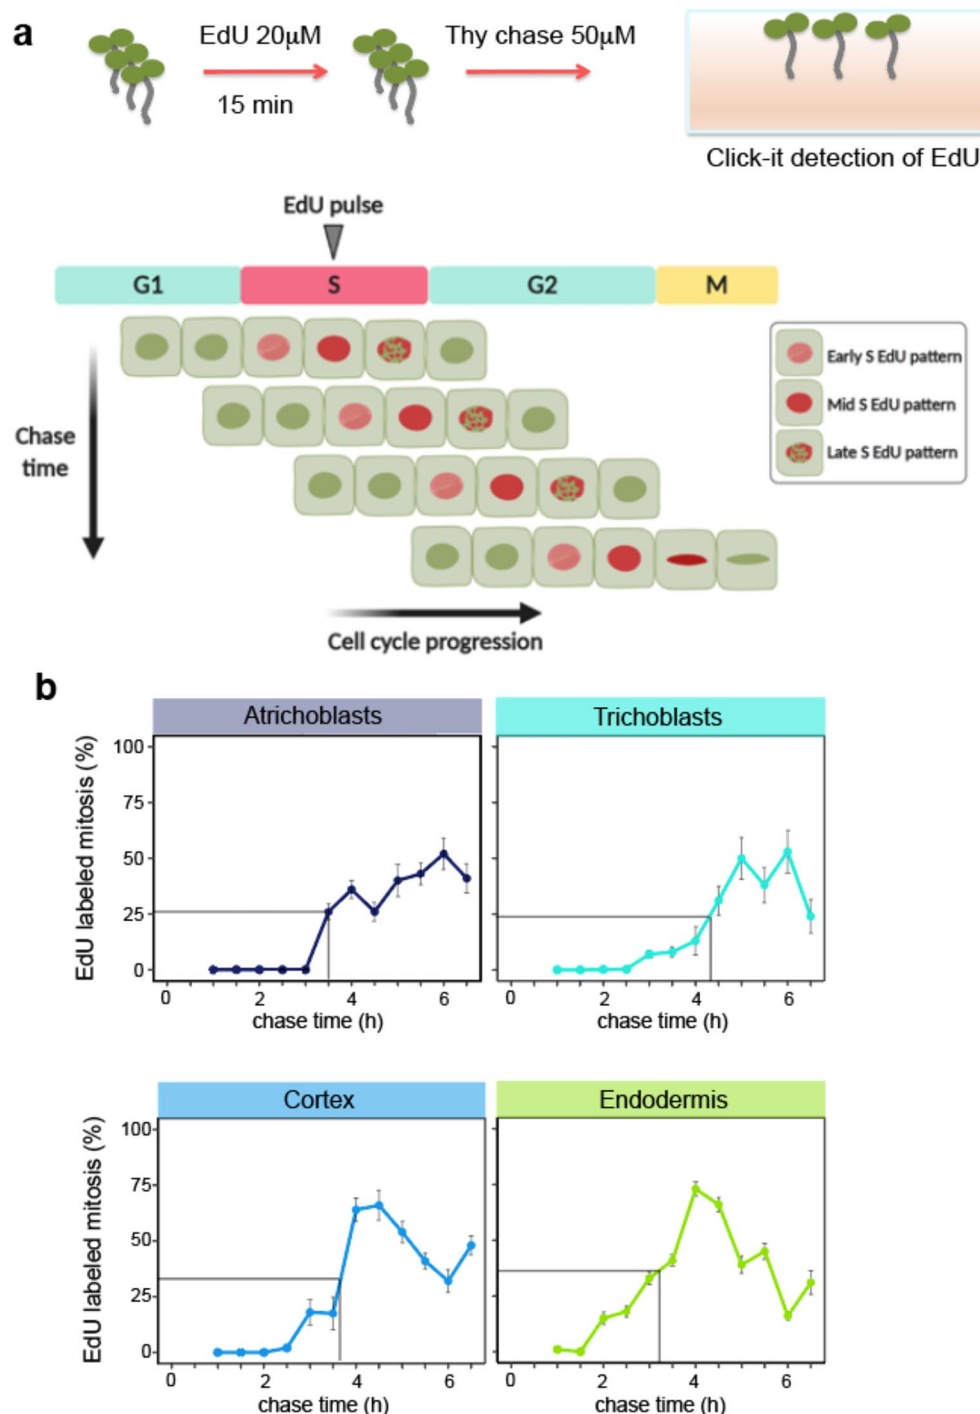 a
EdU 20μM
15 min
Thy chase 50μM
Click-it detection of EdU
EdU pulse
G1 S G2 M
Chase
time
Early S EdU pattern
Mid S EdU pattern
Late S EdU pattern
Cell cycle progression
b
Atrichoblasts
Trichoblasts
EdU labeled mitosis (%)
100
75
50
25
0
0 2 4 6
chase time (h)
0 2 4 6
chase time (h)
Cortex
Endodermis
EdU labeled mitosis (%)
100
75
50
25
0
0 2 4 6
chase time (h)
0 2 4 6
chase time (h)